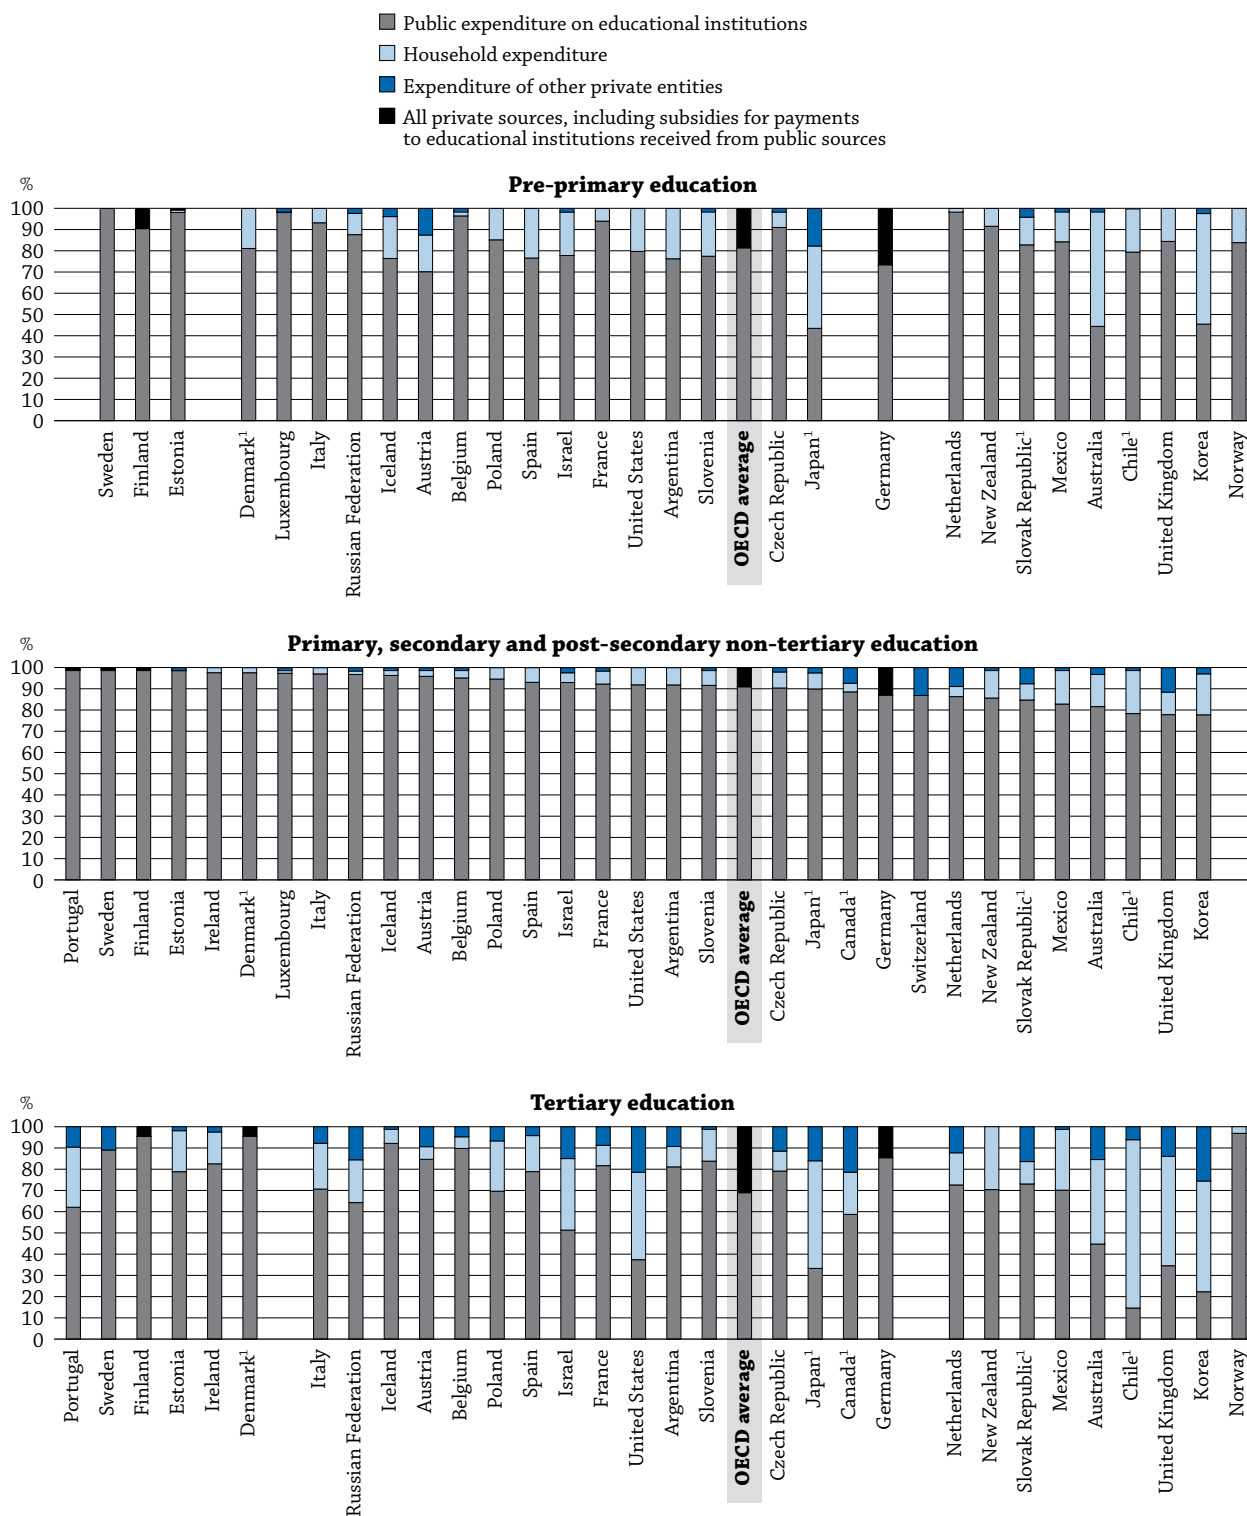 Public expenditure on educational institutions
Household expenditure
Expenditure of other private entities
All private sources, including subsidies for payments
to educational institutions received from public sources
%
Pre-primary education
100
90
80
70
60
50
40
30
20
10
0
Sweden
Finland
Estonia
Denmark¹
Luxembourg
Italy
Russian Federation
Iceland
Austria
Belgium
Poland
Spain
Israel
France
United States
Argentina
Slovenia
OECD average
Czech Republic
Japan¹
Germany
Netherlands
New Zealand
Slovak Republic¹
Mexico
Australia
Chile¹
United Kingdom
Korea
Norway
%
Primary, secondary and post-secondary non-tertiary education
100
90
80
70
60
50
40
30
20
10
0
Portugal
Sweden
Finland
Estonia
Ireland
Denmark¹
Luxembourg
Italy
Russian Federation
Iceland
Austria
Belgium
Poland
Spain
Israel
France
United States
Argentina
Slovenia
OECD average
Czech Republic
Japan¹
Canada¹
Germany
Switzerland
Netherlands
New Zealand
Slovak Republic¹
Mexico
Australia
Chile¹
United Kingdom
Korea
%
Tertiary education
100
90
80
70
60
50
40
30
20
10
0
Portugal
Sweden
Finland
Estonia
Ireland
Denmark¹
Italy
Russian Federation
Iceland
Austria
Belgium
Poland
Spain
Israel
France
United States
Argentina
Slovenia
OECD average
Czech Republic
Japan¹
Canada¹
Germany
Netherlands
New Zealand
Slovak Republic¹
Mexico
Australia
Chile¹
United Kingdom
Korea
Norway